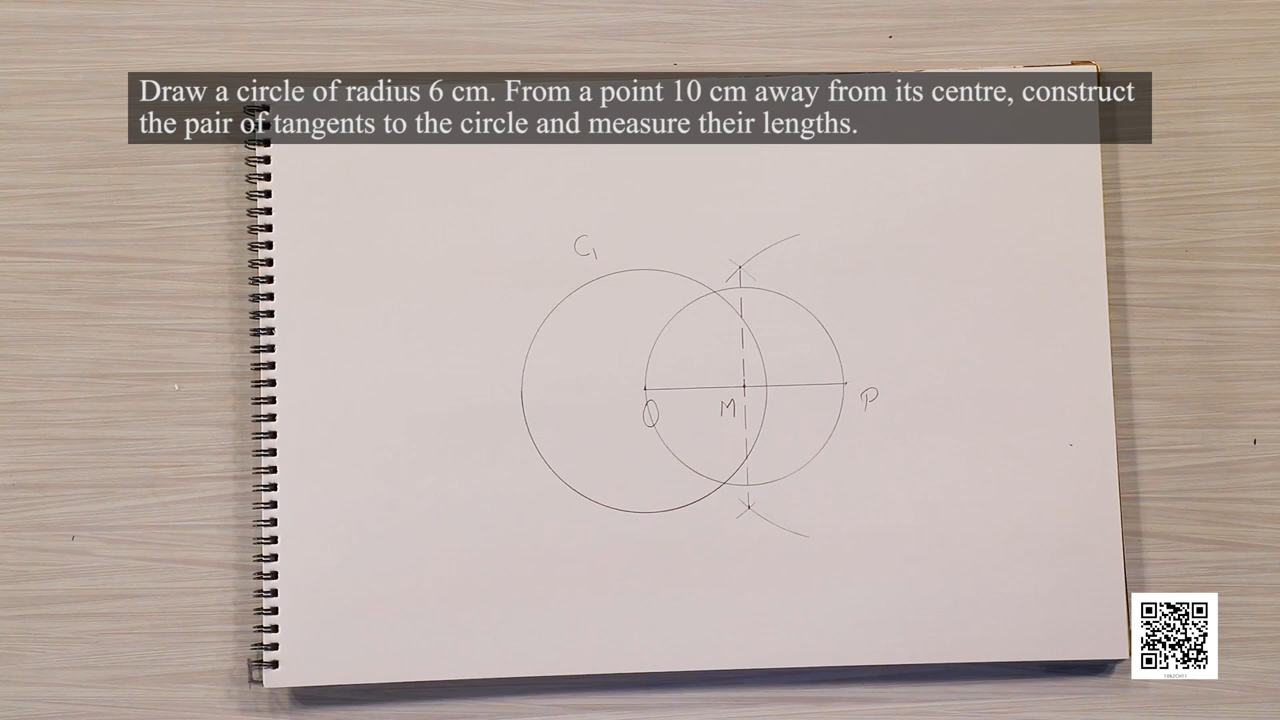 Draw a circle of radius 6 cm. From a point 10 cm away from its centre, construct
the pair of tangents to the circle and measure their lengths.
C₁
O
M
P